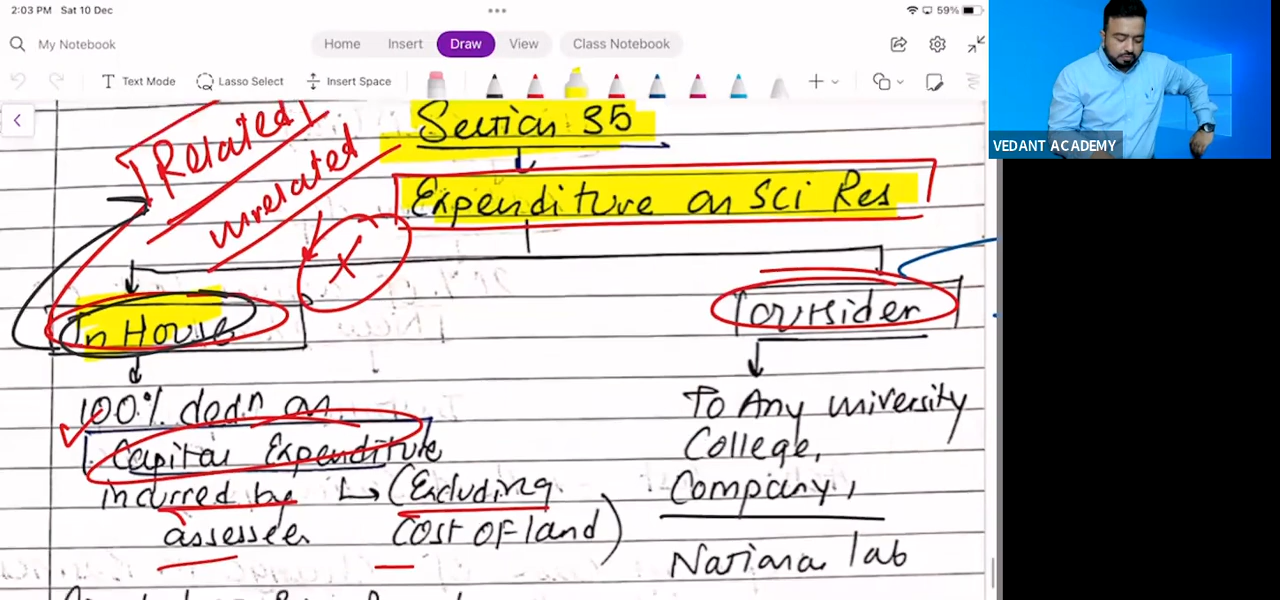 2:03 PM Sat 10 Dec
59%
My Notebook
Home Insert Draw View Class Notebook
Text Mode Lasso Select Insert Space
VEDANT ACADEMY
Section 35
Related
unrelated
Expenditure on Sci Res
X
In House
Outsider
100% dedn on
Capital Expenditure
incurred by (Excluding
assessee Cost of land)
To Any University
College,
Company,
National lab